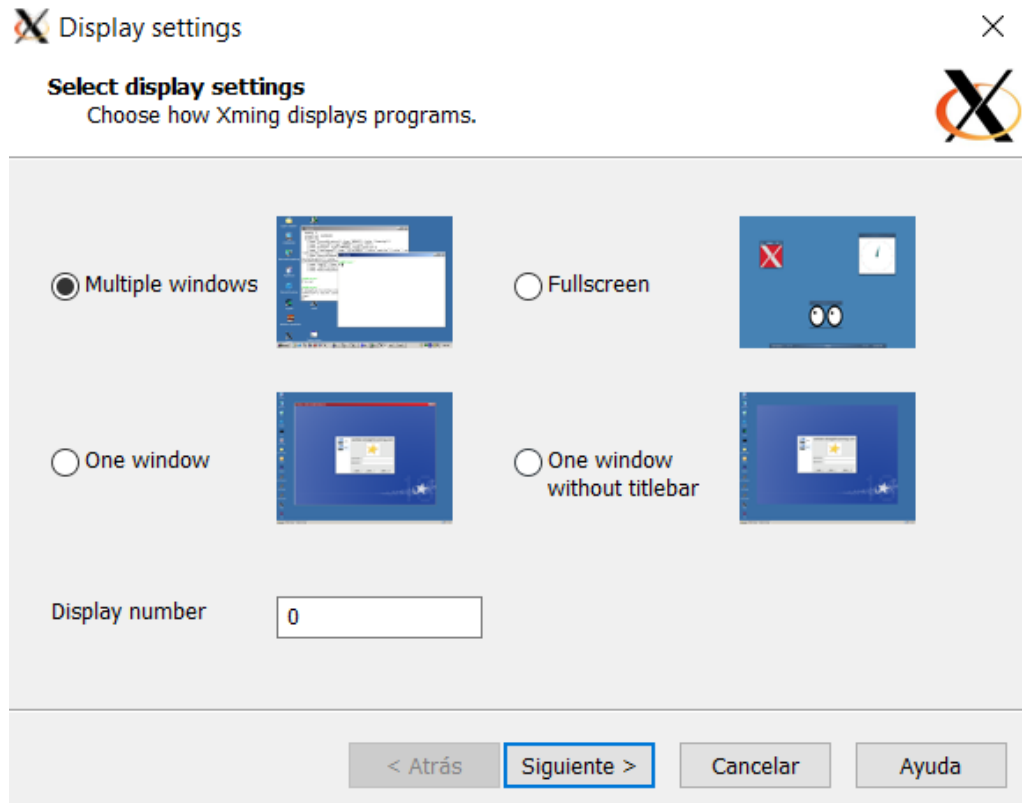 Display settings
Select display settings
Choose how Xming displays programs.
Multiple windows
Fullscreen
One window
One window
without titlebar
Display number
0
< Atrás
Siguiente >
Cancelar
Ayuda